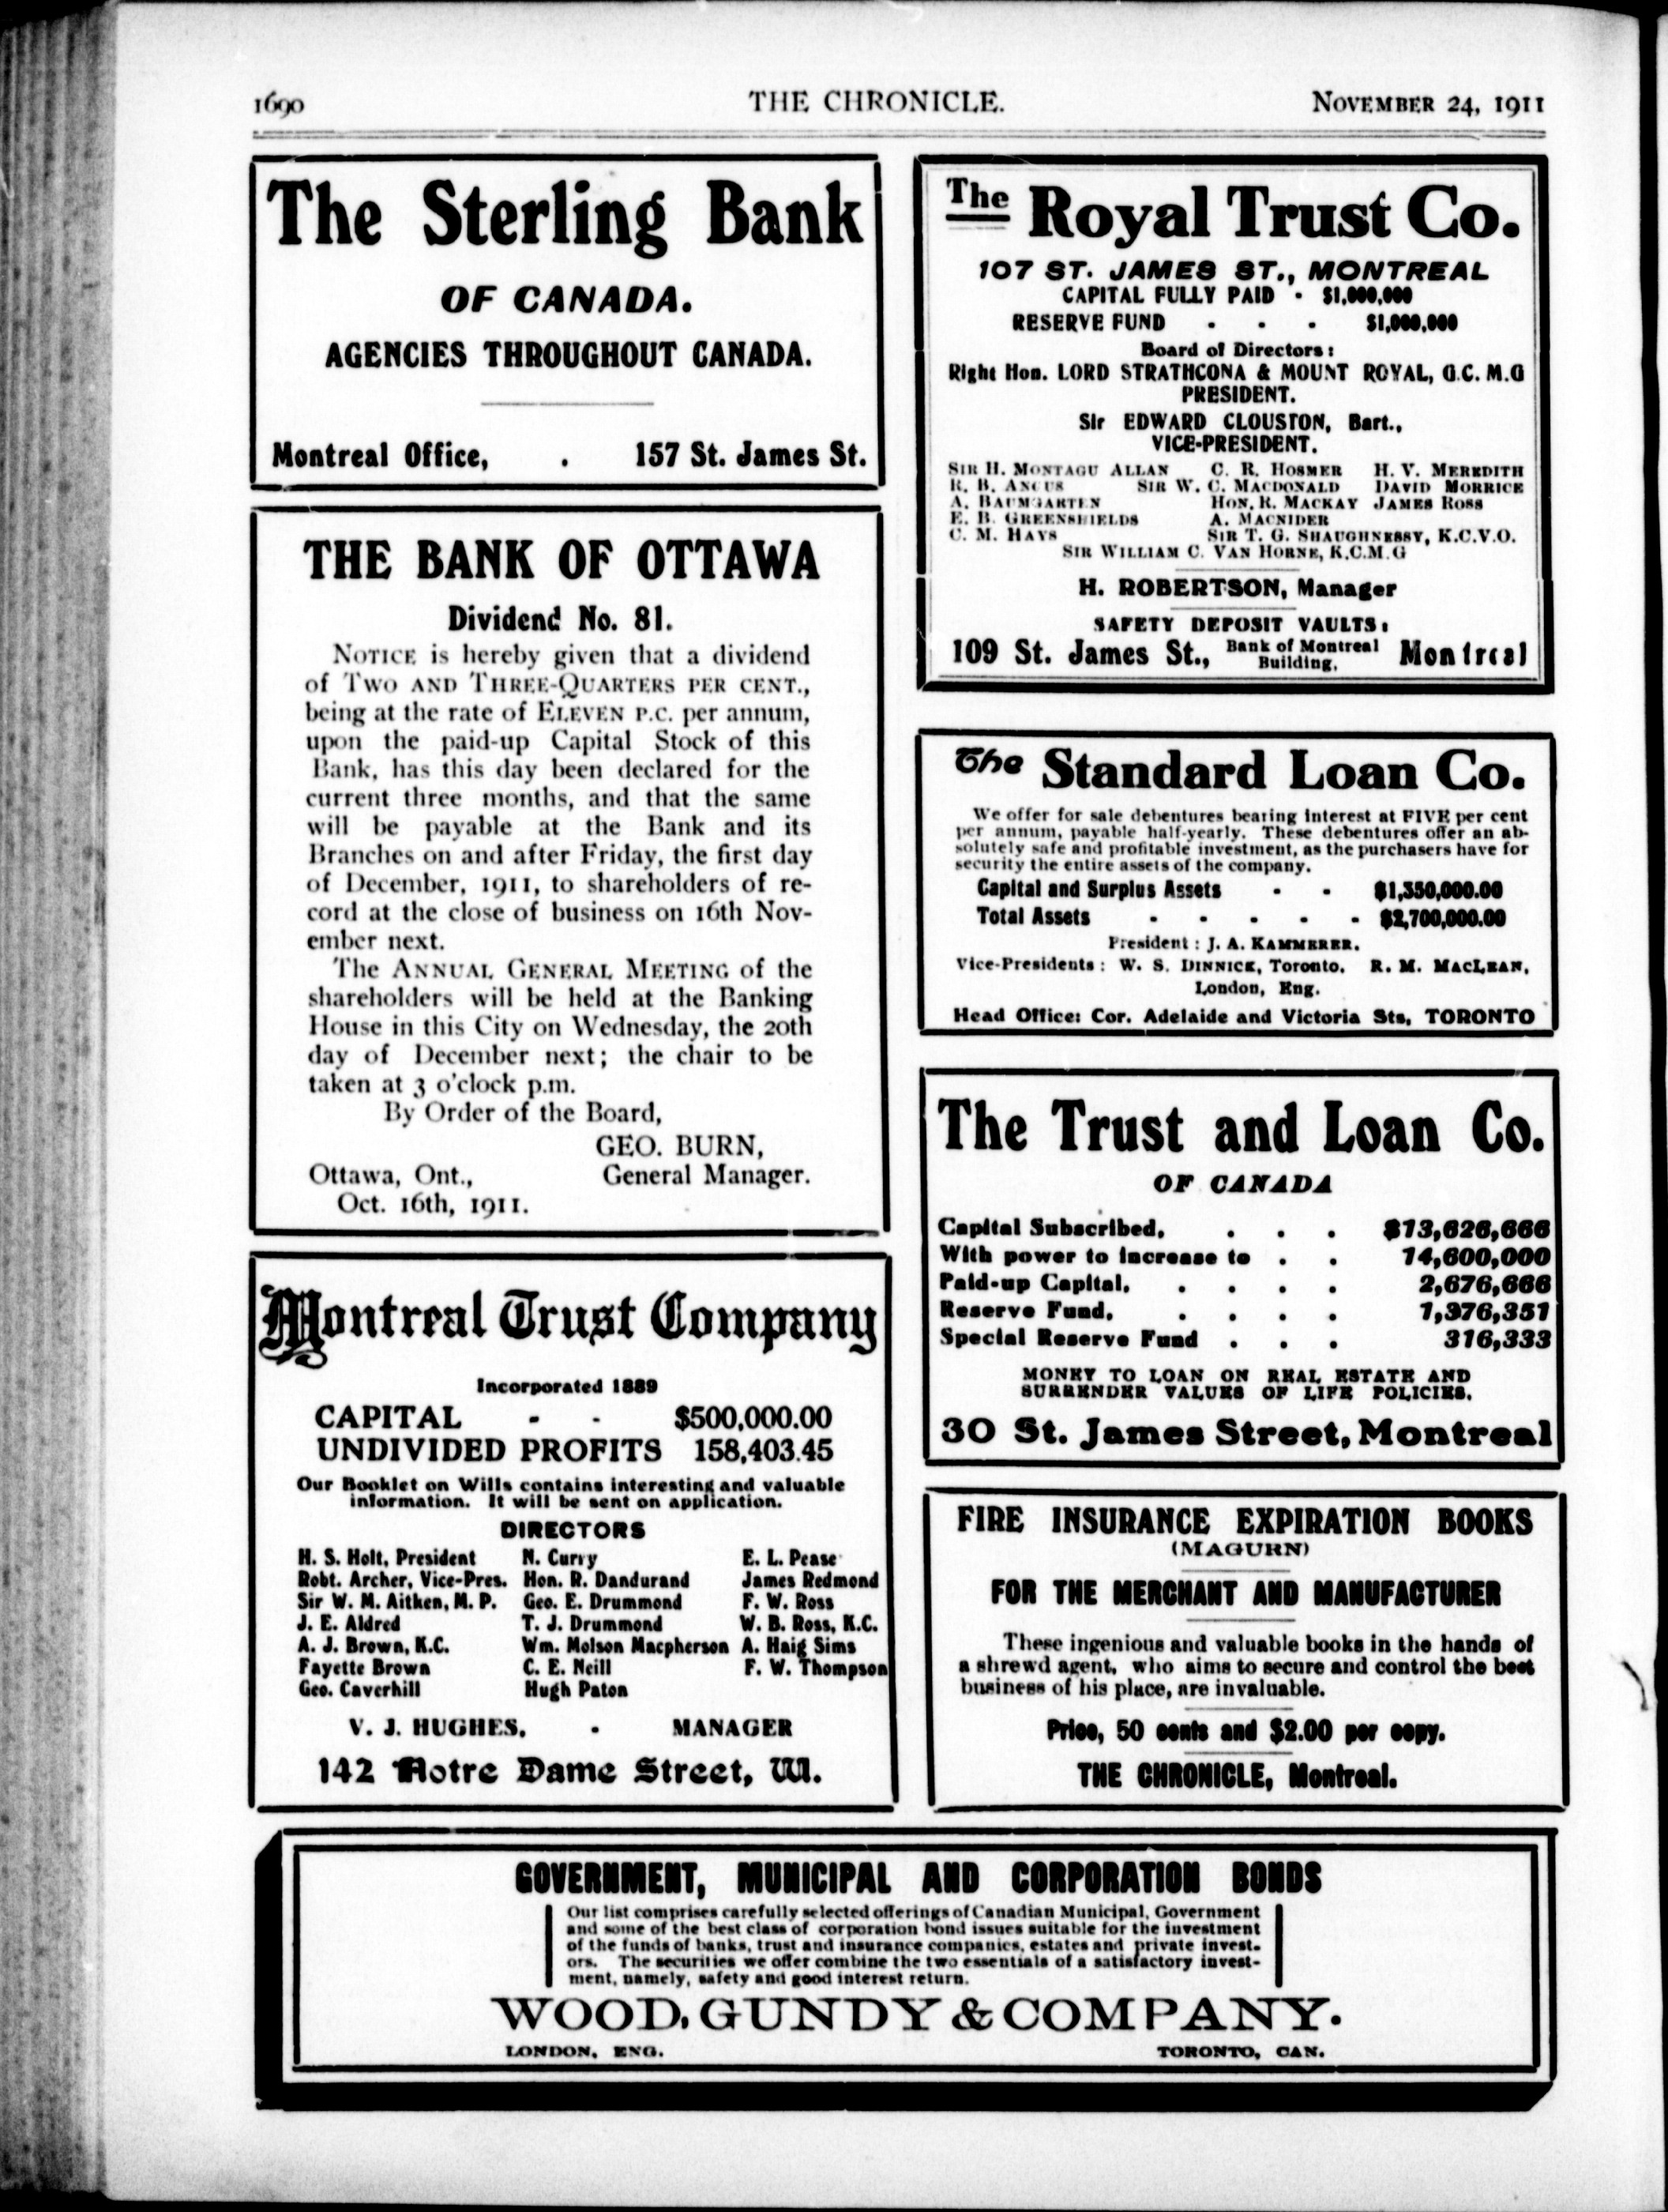 1690
THE CHRONICLE.
NOVEMBER 24, 1911
The Sterling Bank
OF CANADA.
AGENCIES THROUGHOUT CANADA.
Montreal Office, . 157 St. James St.
THE BANK OF OTTAWA
Dividend No. 81.
NOTICE is hereby given that a dividend
of TWO AND THREE-QUARTERS PER CENT.,
being at the rate of ELEVEN P.C. per annum,
upon the paid-up Capital Stock of this
Bank, has this day been declared for the
current three months, and that the same
will be payable at the Bank and its
Branches on and after Friday, the first day
of December, 1911, to shareholders of re-
cord at the close of business on 16th Nov-
ember next.
The ANNUAL GENERAL MEETING of the
shareholders will be held at the Banking
House in this City on Wednesday, the 20th
day of December next; the chair to be
taken at 3 o'clock p.m.
By Order of the Board,
GEO. BURN,
Ottawa, Ont., General Manager.
Oct. 16th, 1911.
Montreal Trust Company
Incorporated 1889
CAPITAL - - $500,000.00
UNDIVIDED PROFITS 158,403.45
Our Booklet on Wills contains interesting and valuable
information. It will be sent on application.
DIRECTORS
H. S. Holt, President N. Curry E. L. Pease
Robt. Archer, Vice-Pres. Hon. R. Dandurand James Redmond
Sir W. M. Aitken, M. P. Geo. E. Drummond F. W. Ross
J. E. Aldred T. J. Drummond W. B. Ross, K.C.
A. J. Brown, K.C. Wm. Molson Macpherson A. Haig Sims
Fayette Brown C. E. Neill F. W. Thompson
Geo. Caverhill Hugh Paton
V. J. HUGHES, . MANAGER
142 Notre Dame Street, W.
The Royal Trust Co.
107 ST. JAMES ST., MONTREAL
CAPITAL FULLY PAID - $1,000,000
RESERVE FUND - - - $1,000,000
Board of Directors:
Right Hon. LORD STRATHCONA & MOUNT ROYAL, G.C. M.G
PRESIDENT.
Sir EDWARD CLOUSTON, Bart.,
VICE-PRESIDENT.
SIR H. MONTAGU ALLAN C. R. HOSMER H. V. MEREDITH
R. B. ANGUS SIR W. C. MACDONALD DAVID MORRICE
A. BAUMGARTEN HON. R. MACKAY JAMES ROSS
E. B. GREENSHIELDS A. MACNIDER
C. M. HAYS SIR T. G. SHAUGHNESSY, K.C.V.O.
SIR WILLIAM C. VAN HORNE, K.C.M.G
H. ROBERTSON, Manager
SAFETY DEPOSIT VAULTS:
109 St. James St., Bank of Montreal Building, Montreal
The Standard Loan Co.
We offer for sale debentures bearing interest at FIVE per cent
per annum, payable half-yearly. These debentures offer an ab-
solutely safe and profitable investment, as the purchasers have for
security the entire assets of the company.
Capital and Surplus Assets - - $1,350,000.00
Total Assets - - - - - $2,700,000.00
President : J. A. KAMMERER.
Vice-Presidents : W. S. DINNICK, Toronto. R. M. MACLEAN,
London, Eng.
Head Office: Cor. Adelaide and Victoria Sts, TORONTO
The Trust and Loan Co.
OF CANADA
Capital Subscribed, . . . $13,626,666
With power to increase to . . 14,600,000
Paid-up Capital, . . . . 2,676,666
Reserve Fund, . . . . 1,376,351
Special Reserve Fund . . . 316,333
MONEY TO LOAN ON REAL ESTATE AND
SURRENDER VALUES OF LIFE POLICIES.
30 St. James Street, Montreal
FIRE INSURANCE EXPIRATION BOOKS
(MAGURN)
FOR THE MERCHANT AND MANUFACTURER
These ingenious and valuable books in the hands of
a shrewd agent, who aims to secure and control the best
business of his place, are invaluable.
Price, 50 cents and $2.00 per copy.
THE CHRONICLE, Montreal.
GOVERNMENT, MUNICIPAL AND CORPORATION BONDS
Our list comprises carefully selected offerings of Canadian Municipal, Government
and some of the best class of corporation bond issues suitable for the investment
of the funds of banks, trust and insurance companies, estates and private invest-
ors. The securities we offer combine the two essentials of a satisfactory invest-
ment, namely, safety and good interest return.
WOOD, GUNDY & COMPANY.
LONDON, ENG. TORONTO, CAN.